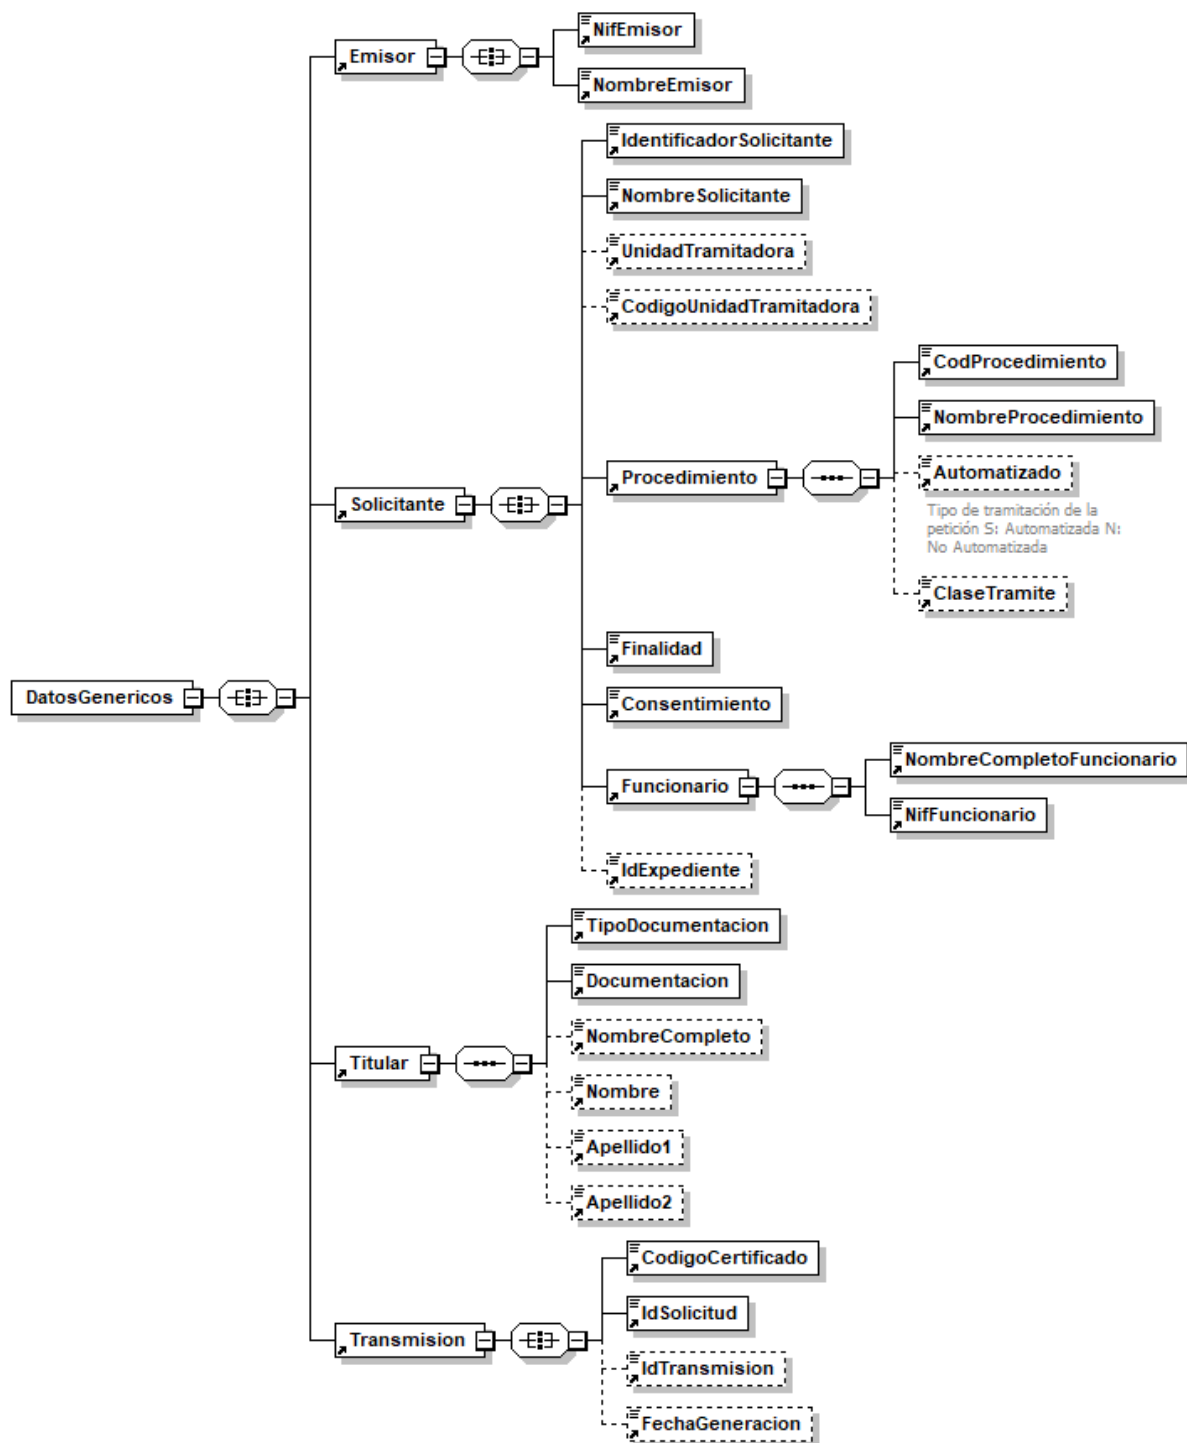 DatosGenericos
Emisor
NifEmisor
NombreEmisor
Solicitante
IdentificadorSolicitante
NombreSolicitante
UnidadTramitadora
CodigoUnidadTramitadora
Procedimiento
CodProcedimiento
NombreProcedimiento
Automatizado
Tipo de tramitación de la
petición S: Automatizada N:
No Automatizada
ClaseTramite
Finalidad
Consentimiento
Funcionario
NombreCompletoFuncionario
NifFuncionario
IdExpediente
Titular
TipoDocumentacion
Documentacion
NombreCompleto
Nombre
Apellido1
Apellido2
Transmision
CodigoCertificado
IdSolicitud
IdTransmision
FechaGeneracion